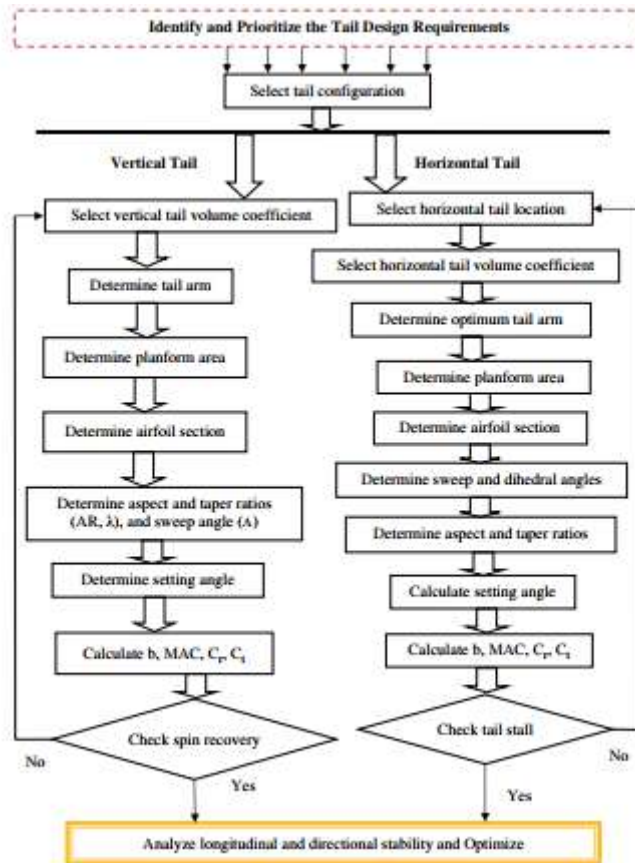 Identify and Prioritize the Tail Design Requirements
Select tail configuration
Vertical Tail
Select vertical tail volume coefficient
Determine tail arm
Determine planform area
Determine airfoil section
Determine aspect and taper ratios
(AR, λ), and sweep angle (Λ)
Determine setting angle
Calculate b, MAC, Cr, Ct
Check spin recovery
No
Yes
Horizontal Tail
Select horizontal tail location
Select horizontal tail volume coefficient
Determine optimum tail arm
Determine planform area
Determine airfoil section
Determine sweep and dihedral angles
Determine aspect and taper ratios
Calculate setting angle
Calculate b, MAC, Cr, Ct
Check tail stall
No
Yes
Analyze longitudinal and directional stability and Optimize